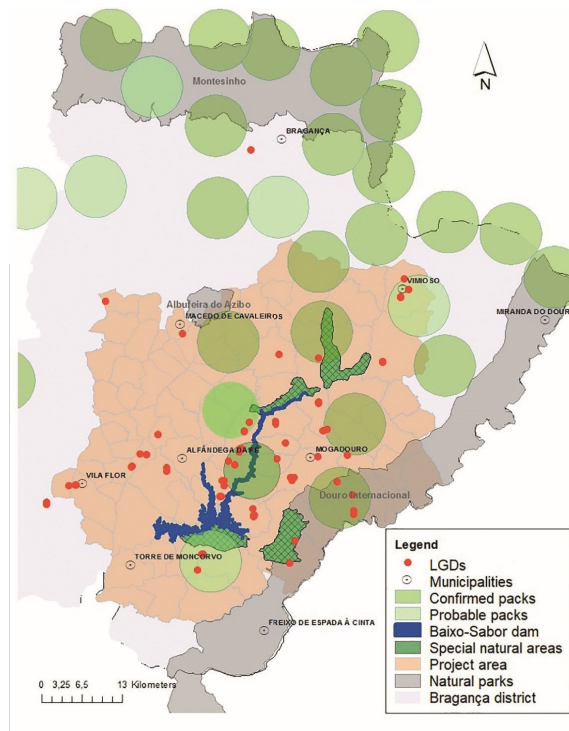 Montesinho
N
BRAGANÇA
VIMIOSO
Albufeira do Azibo
MACEDO DE CAVALEIROS
MIRANDA DO DOUR
ALFÂNDEGA DA FÉ
MOGADOURO
VILA FLOR
Douro Internacional
TORRE DE MONCORVO
FREIXO DE ESPADA À CINTA
Legend
LGDs
Municipalities
Confirmed packs
Probable packs
Baixo-Sabor dam
Special natural areas
Project area
Natural parks
Bragança district
0 3,25 6,5 13 Kilometers